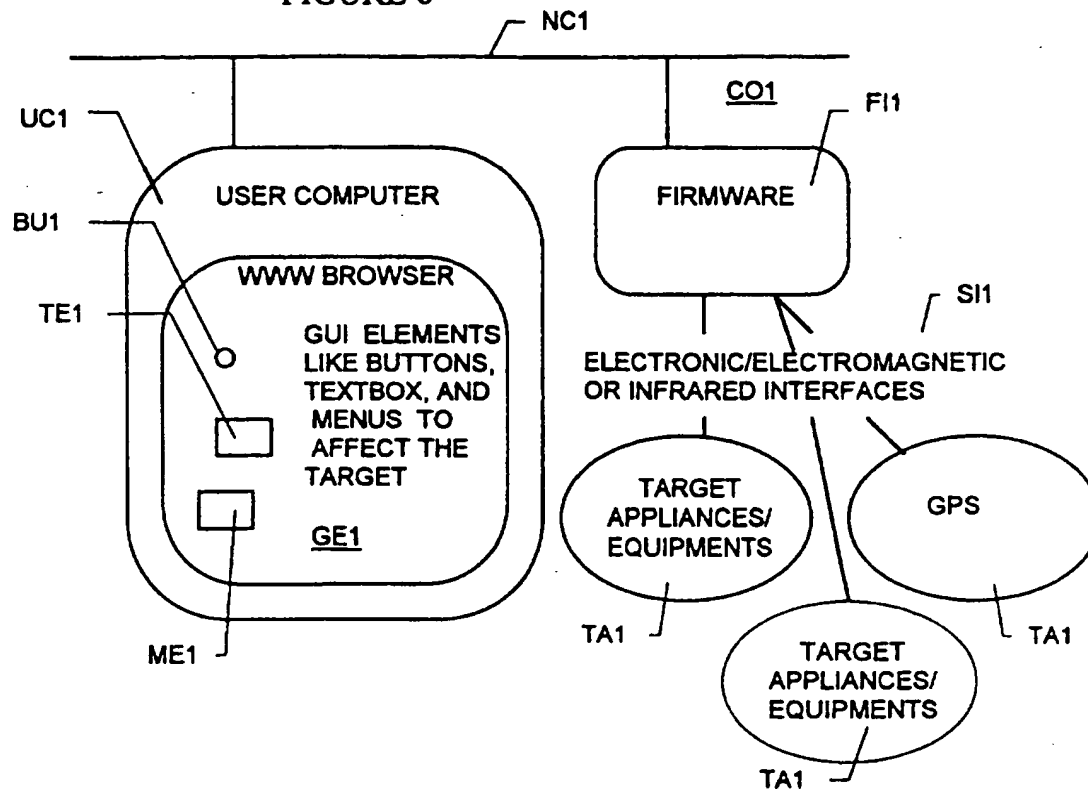 FIGURE 6
NC1
CO1
FI1
UC1
USER COMPUTER
FIRMWARE
BU1
WWW BROWSER
SI1
TE1
GUI ELEMENTS
LIKE BUTTONS,
TEXTBOX, AND
MENUS TO
AFFECT THE
TARGET
ELECTRONIC/ELECTROMAGNETIC
OR INFRARED INTERFACES
TARGET
APPLIANCES/
EQUIPMENTS
GPS
GE1
TA1
TA1
ME1
TARGET
APPLIANCES/
EQUIPMENTS
TA1